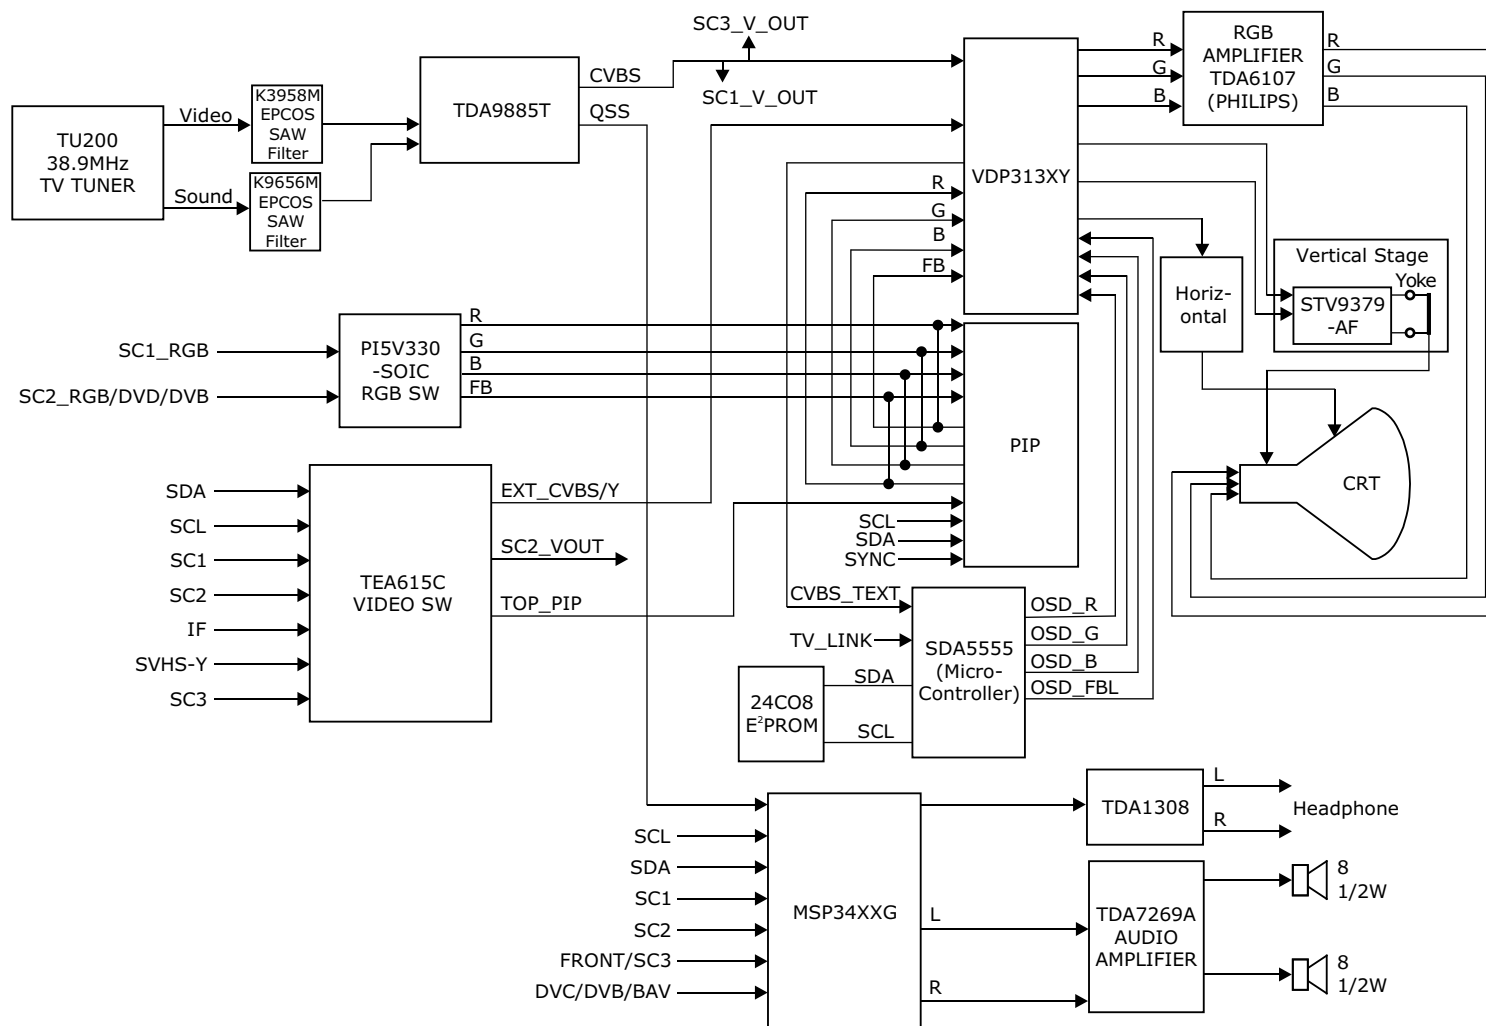 SC3_V_OUT
SC1_V_OUT
TU200
38.9MHz
TV TUNER
Video
Sound
K3958M
EPCOS
SAW
Filter
K9656M
EPCOS
SAW
Filter
TDA9885T
CVBS
QSS
VDP313XY
R
G
B
FB
R
G
B
RGB
AMPLIFIER
TDA6107
(PHILIPS)
R
G
B
Horiz-
ontal
Vertical Stage
Yoke
STV9379
-AF
CRT
SC1_RGB
SC2_RGB/DVD/DVB
PI5V330
-SOIC
RGB SW
R
G
B
FB
PIP
SCL
SDA
SYNC
SDA
SCL
SC1
SC2
IF
SVHS-Y
SC3
TEA615C
VIDEO SW
EXT_CVBS/Y
SC2_VOUT
TOP_PIP
CVBS_TEXT
TV_LINK
SDA5555
(Micro-
Controller)
OSD_R
OSD_G
OSD_B
OSD_FBL
24CO8
E²PROM
SDA
SCL
SCL
SDA
SC1
SC2
FRONT/SC3
DVC/DVB/BAV
MSP34XXG
L
R
TDA1308
L
R
Headphone
TDA7269A
AUDIO
AMPLIFIER
8
1/2W
8
1/2W